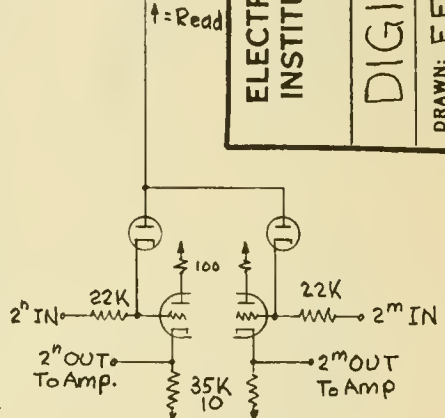 ↑ = Read
ELECTR
INSTITU
DIGI
DRAWN:
100
22K
22K
2ⁿ IN
2ᵐ IN
2ⁿ OUT
To Amp.
35K
10
2ᵐ OUT
To Amp